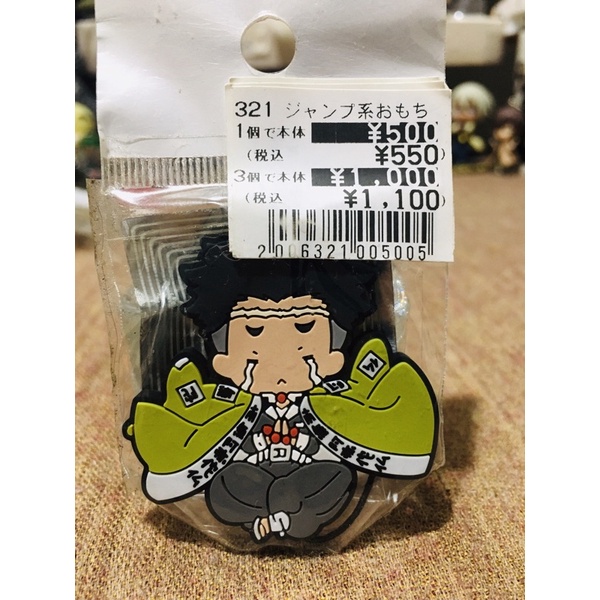 321 ジャンプ系おもち
1個で本体 ¥500
(税込 ¥550)
3個で本体 ¥1,000
(税込 ¥1,100)
2006321005005